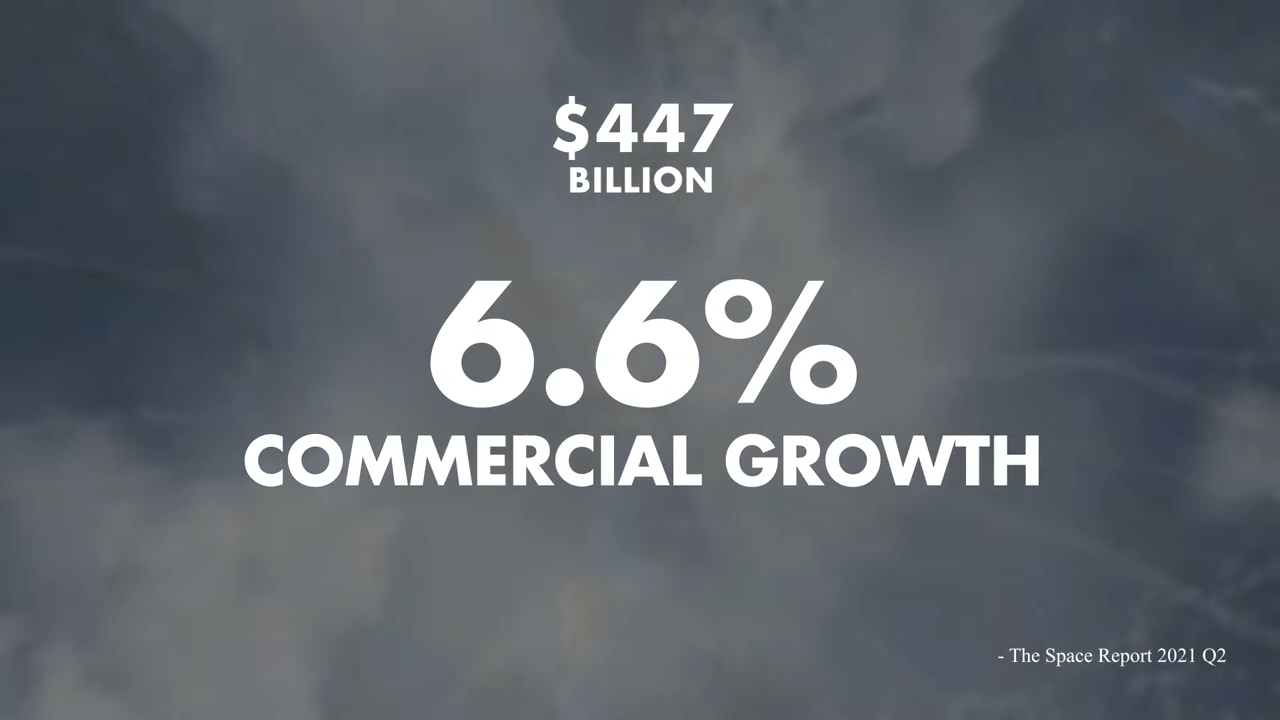 $447
BILLION
6.6%
COMMERCIAL GROWTH
- The Space Report 2021 Q2